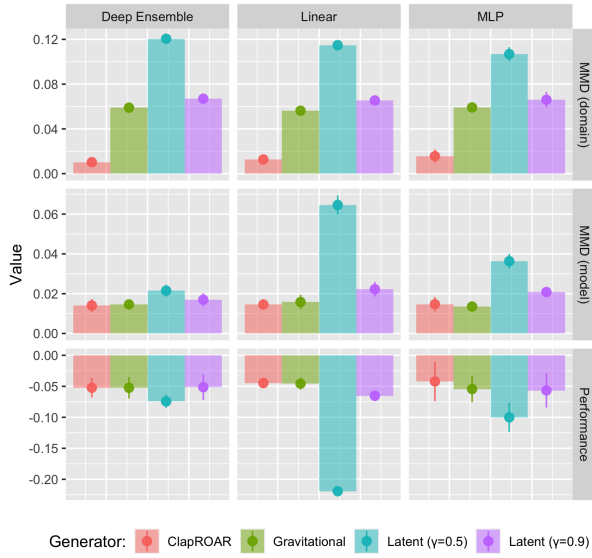 Deep Ensemble Linear MLP
0.12
0.08
0.04
0.00
MMD (domain)
0.06
0.04
0.02
0.00
MMD (model)
0.00
-0.05
-0.10
-0.15
-0.20
Performance
Value
Generator: ClapROAR Gravitational Latent (γ=0.5) Latent (γ=0.9)